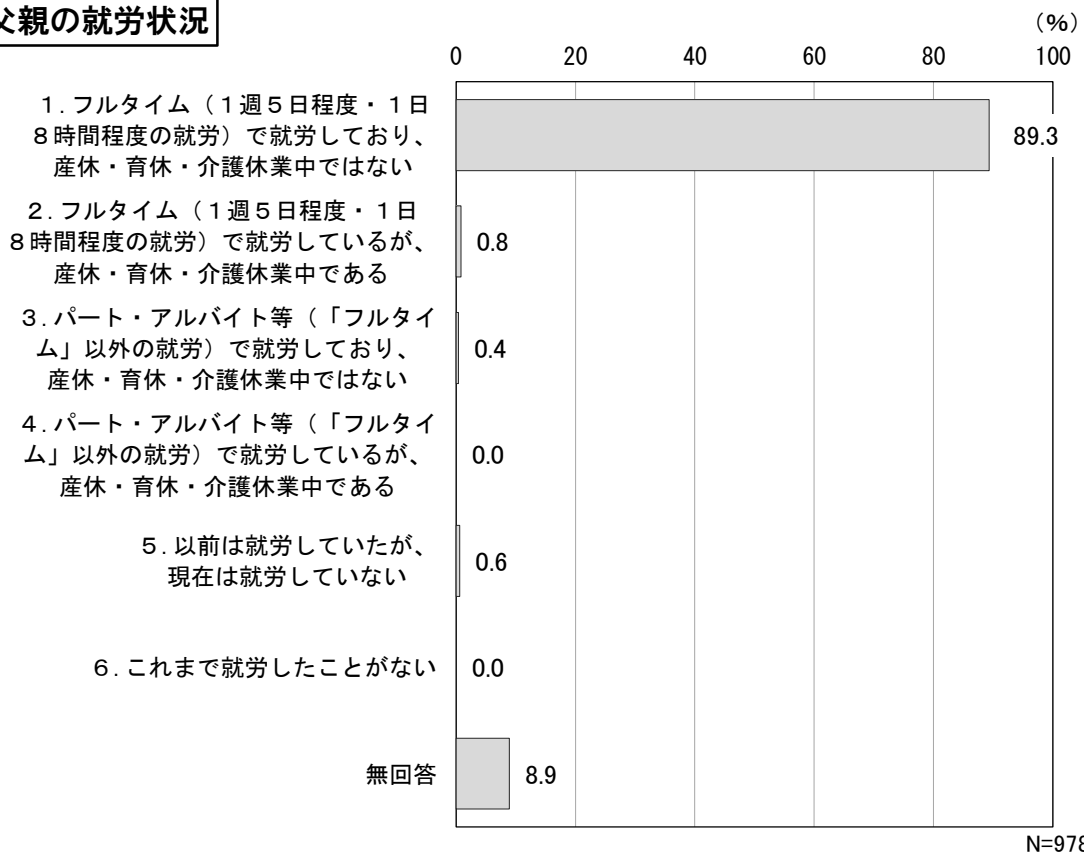 父親の就労状況
(%)
0 20 40 60 80 100
1.フルタイム（1週5日程度・1日
8時間程度の就労）で就労しており、
産休・育休・介護休業中ではない
89.3
2.フルタイム（1週5日程度・1日
8時間程度の就労）で就労しているが、
産休・育休・介護休業中である
0.8
3.パート・アルバイト等（「フルタイ
ム」以外の就労）で就労しており、
産休・育休・介護休業中ではない
0.4
4.パート・アルバイト等（「フルタイ
ム」以外の就労）で就労しているが、
産休・育休・介護休業中である
0.0
5.以前は就労していたが、
現在は就労していない
0.6
6.これまで就労したことがない
0.0
無回答
8.9
N=978